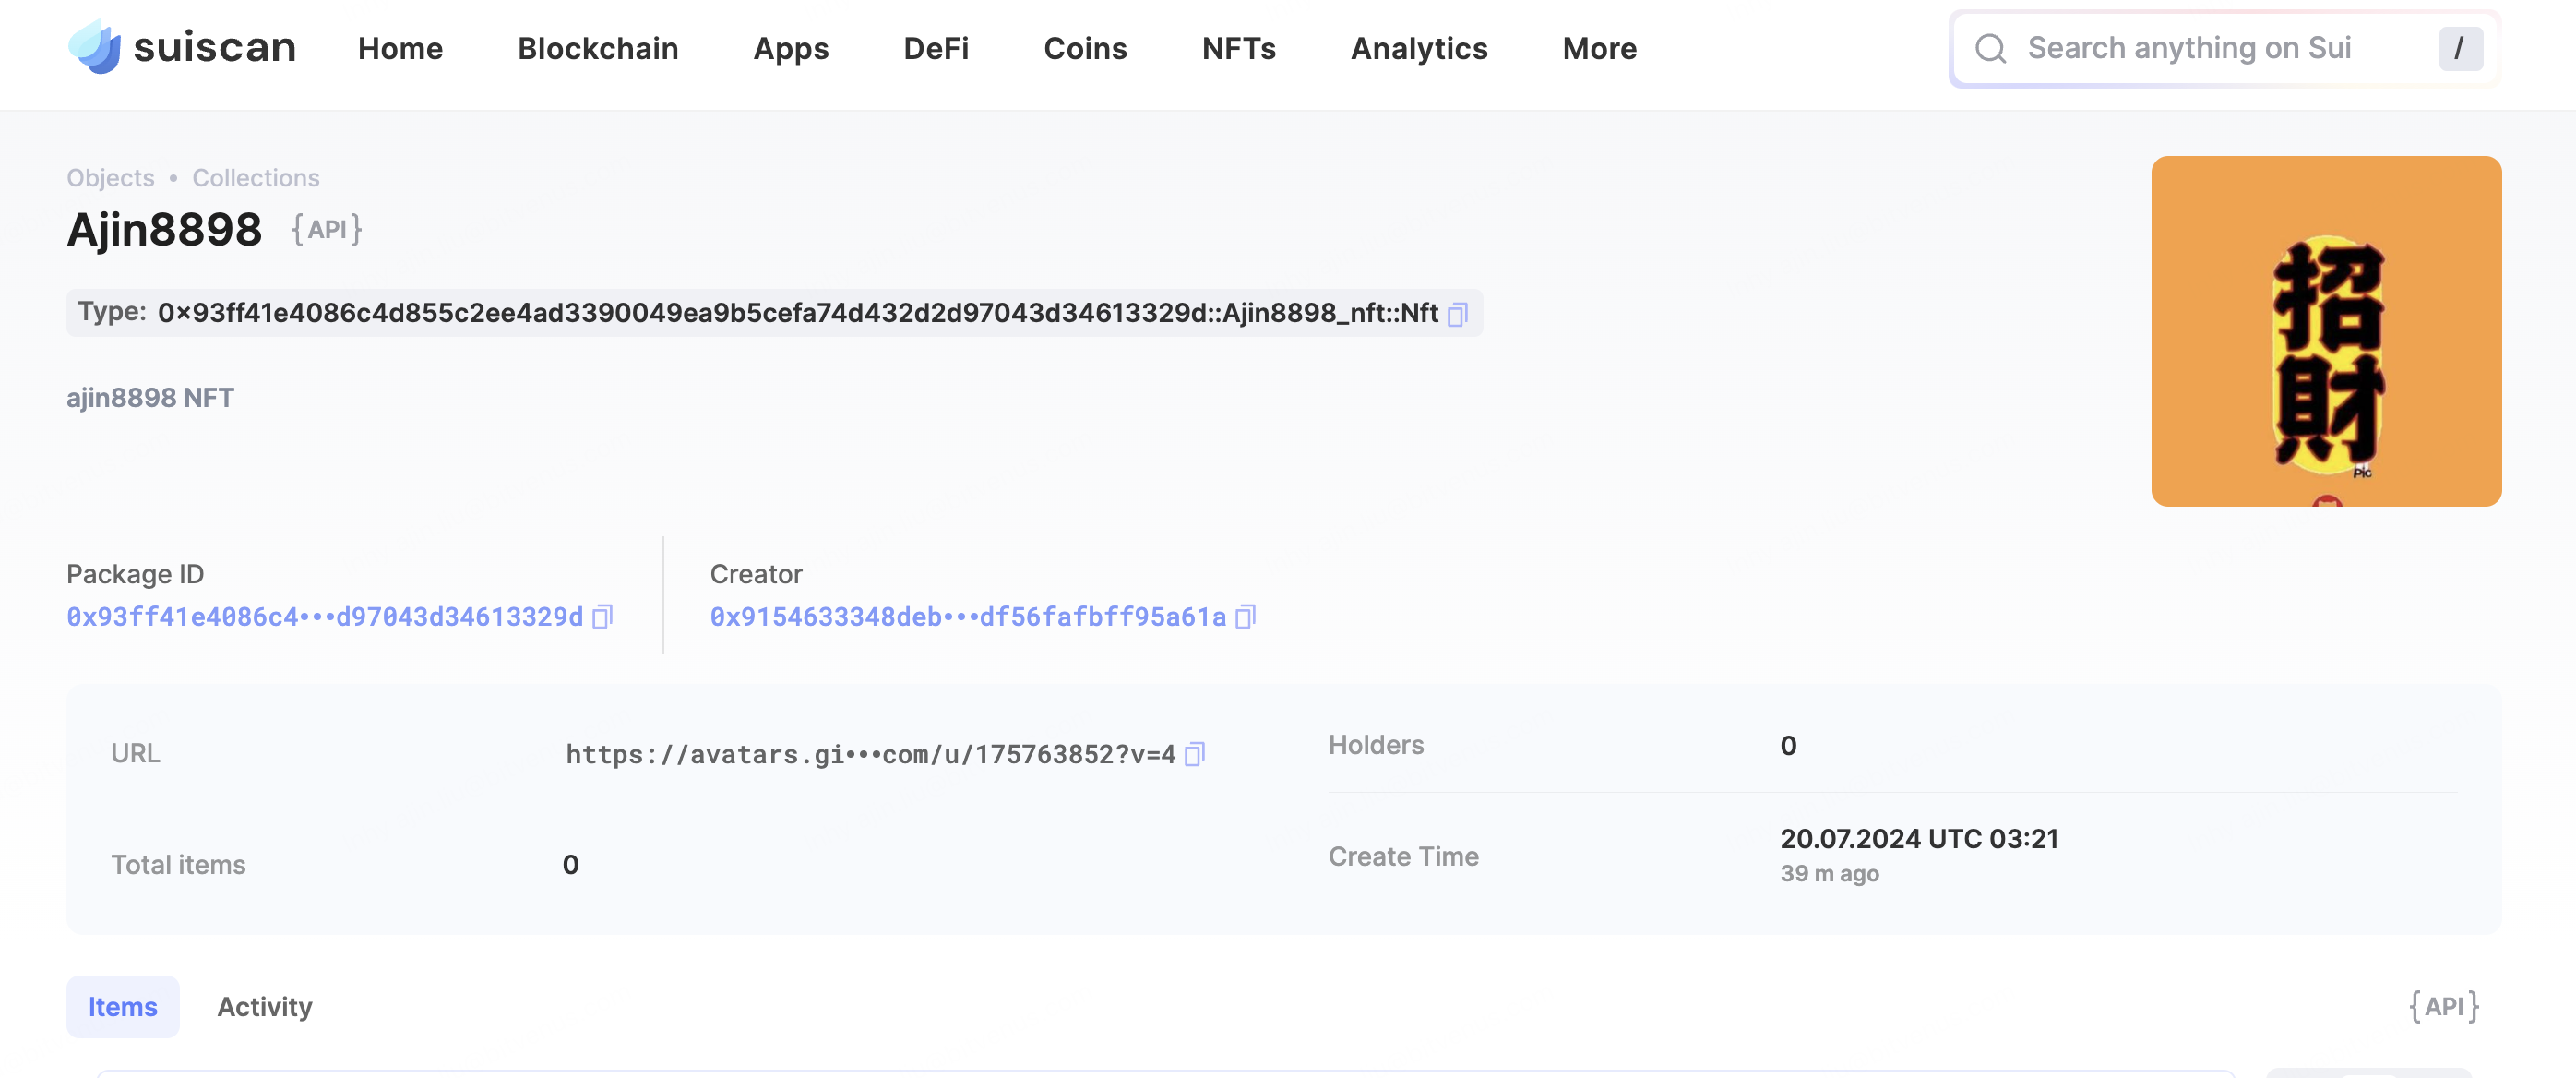 suiscan Home Blockchain Apps DeFi Coins NFTs Analytics More Search anything on Sui /
Objects • Collections
Ajin8898 {API}
Type: 0×93ff41e4086c4d855c2ee4ad3390049ea9b5cefa74d432d2d97043d34613329d::Ajin8898_nft::Nft
ajin8898 NFT
招
財
Pic
Package ID
0x93ff41e4086c4•••d97043d34613329d
Creator
0x9154633348deb•••df56fafbff95a61a
URL https://avatars.gi•••com/u/175763852?v=4
Total items 0
Holders 0
Create Time 20.07.2024 UTC 03:21
39 m ago
Items Activity {API}